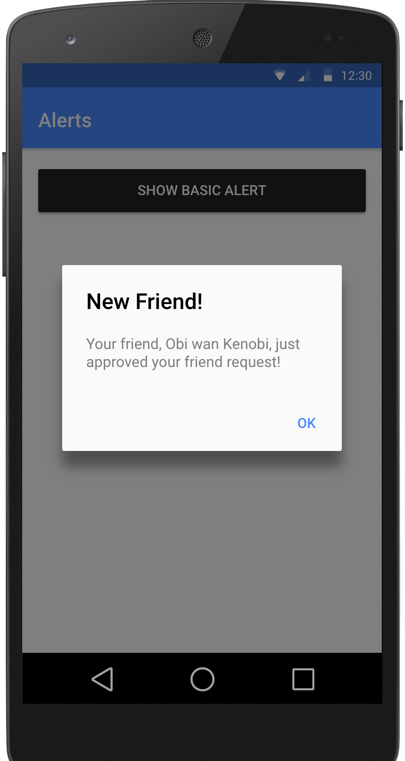 12:30
Alerts
SHOW BASIC ALERT
New Friend!
Your friend, Obi wan Kenobi, just
approved your friend request!
OK